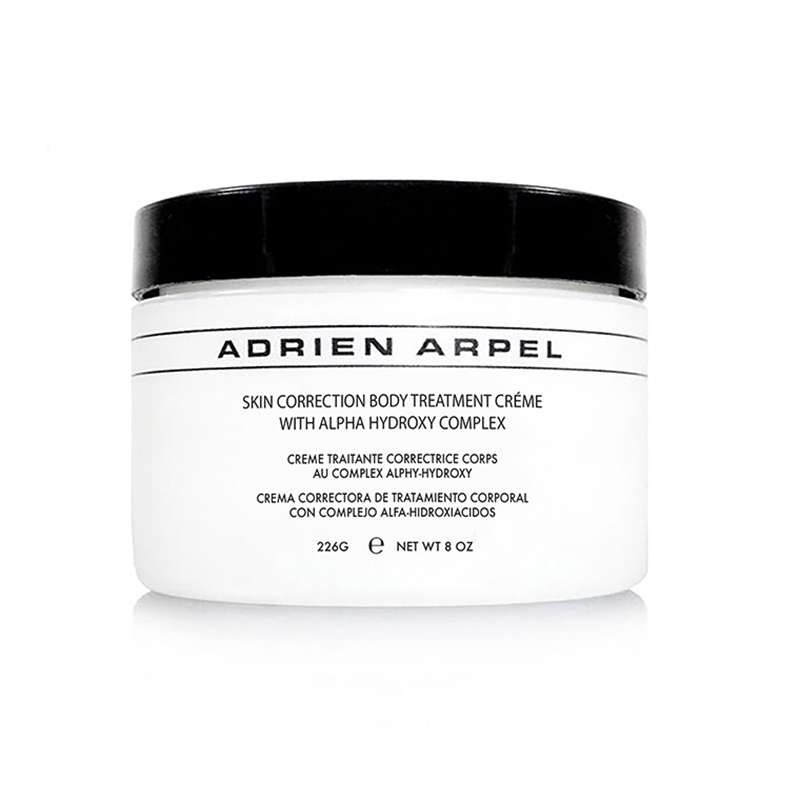 ADRIEN ARPEL
SKIN CORRECTION BODY TREATMENT CRÉME
WITH ALPHA HYDROXY COMPLEX
CREME TRAITANTE CORRECTRICE CORPS
AU COMPLEX ALPHY-HYDROXY
CREMA CORRECTORA DE TRATAMIENTO CORPORAL
CON COMPLEJO ALFA-HIDROXIACIDOS
226G ℮ NET WT 8 OZ